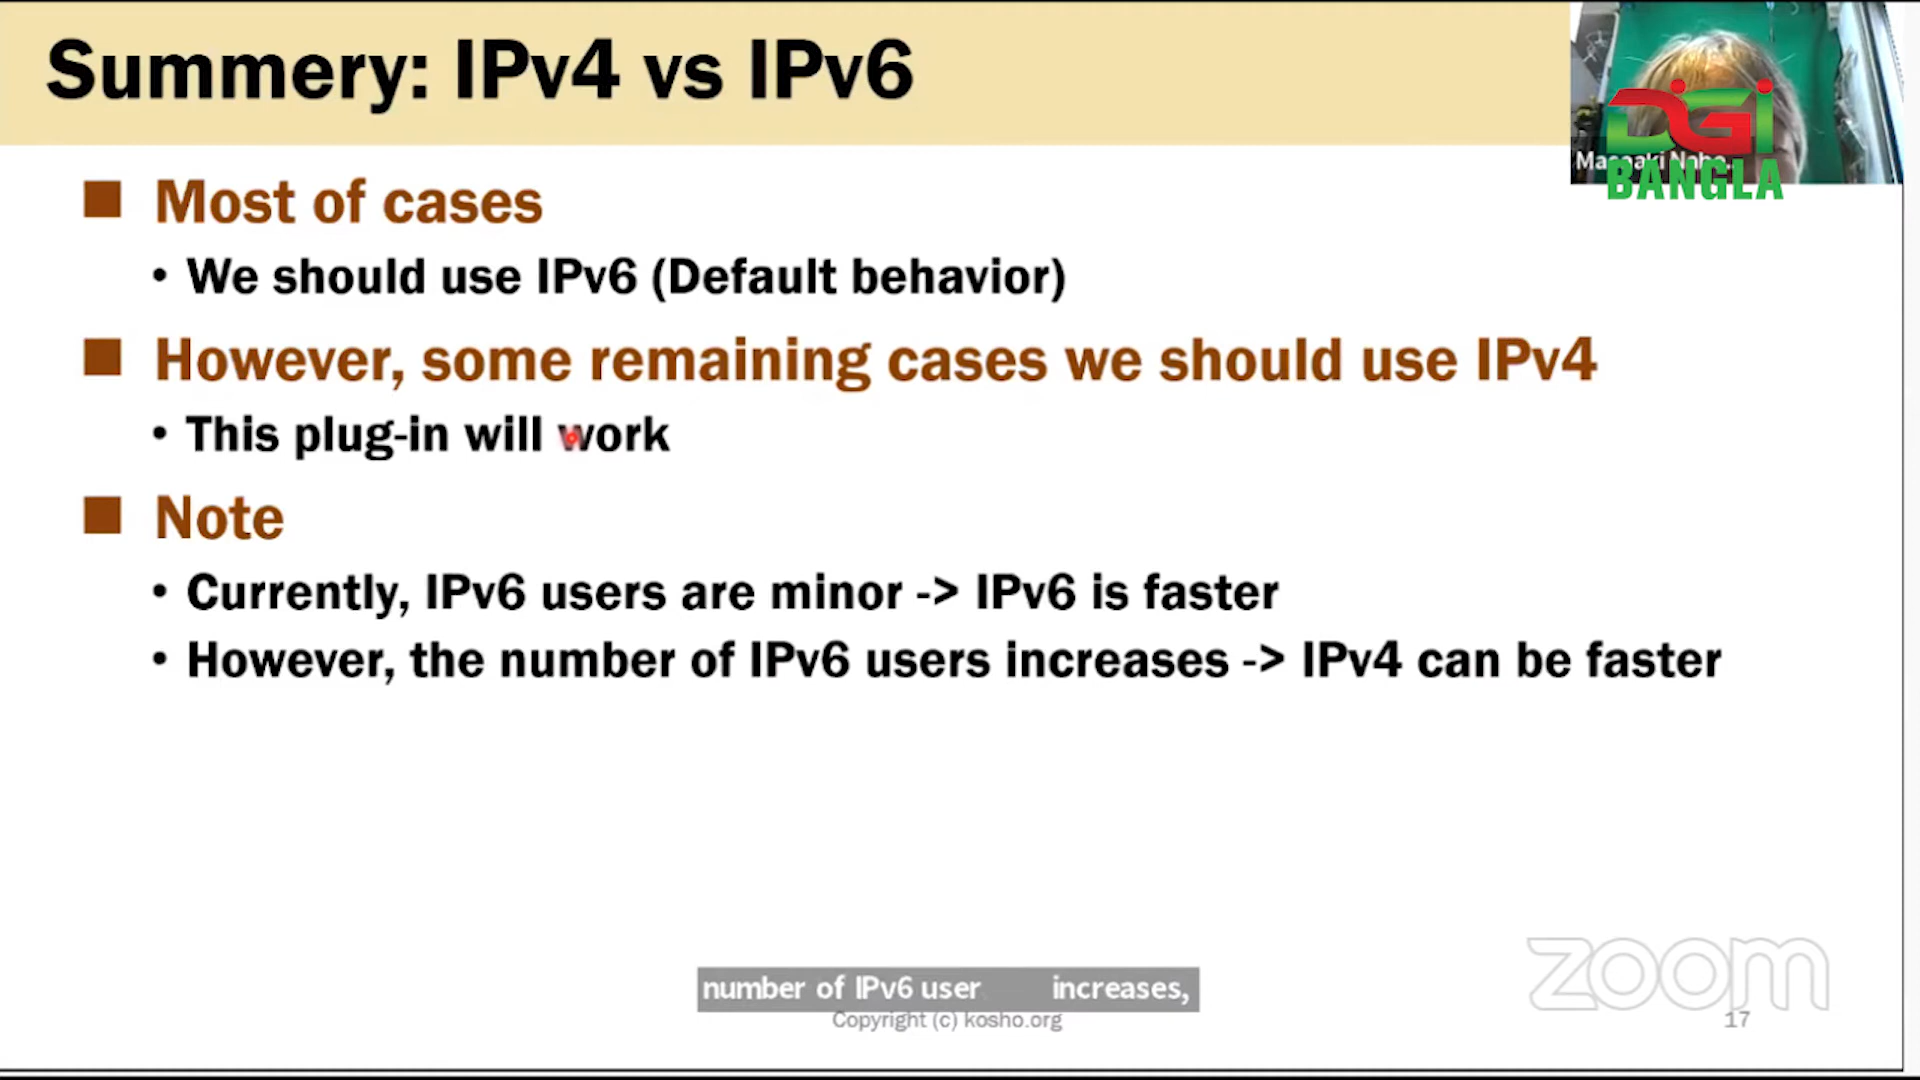 Summery: IPv4 vs IPv6
DiGi
BANGLA
■ Most of cases
• We should use IPv6 (Default behavior)
■ However, some remaining cases we should use IPv4
• This plug-in will work
■ Note
• Currently, IPv6 users are minor -> IPv6 is faster
• However, the number of IPv6 users increases -> IPv4 can be faster
number of IPv6 user increases,
zoom
Copyright (c) kosho.org
17